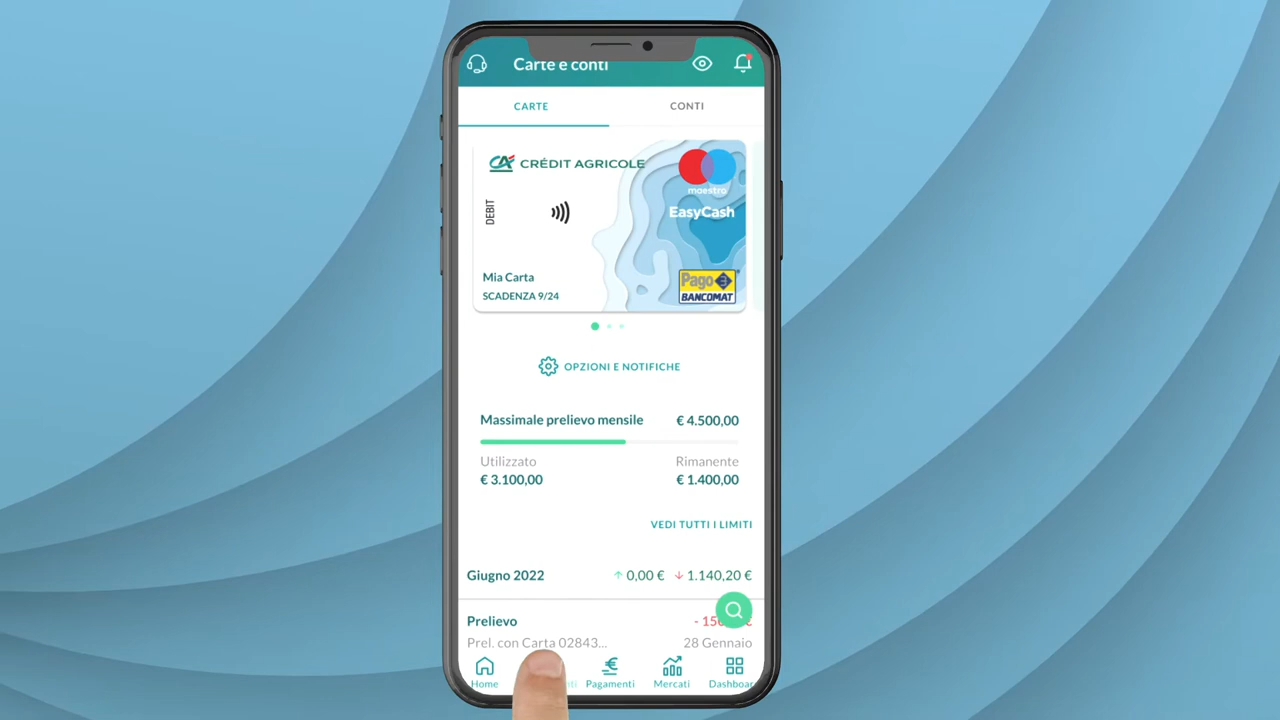 Carte e conti
CARTE
CONTI
CA CRÉDIT AGRICOLE
maestro
DEBIT
EasyCash
Mia Carta
SCADENZA 9/24
Pago
BANCOMAT
OPZIONI E NOTIFICHE
Massimale prelievo mensile € 4.500,00
Utilizzato Rimanente
€ 3.100,00 € 1.400,00
VEDI TUTTI I LIMITI
Giugno 2022 ↑ 0,00 € ↓ 1.140,20 €
Prelievo
Prel. con Carta 02843... 28 Gennaio
Home Pagamenti Mercati